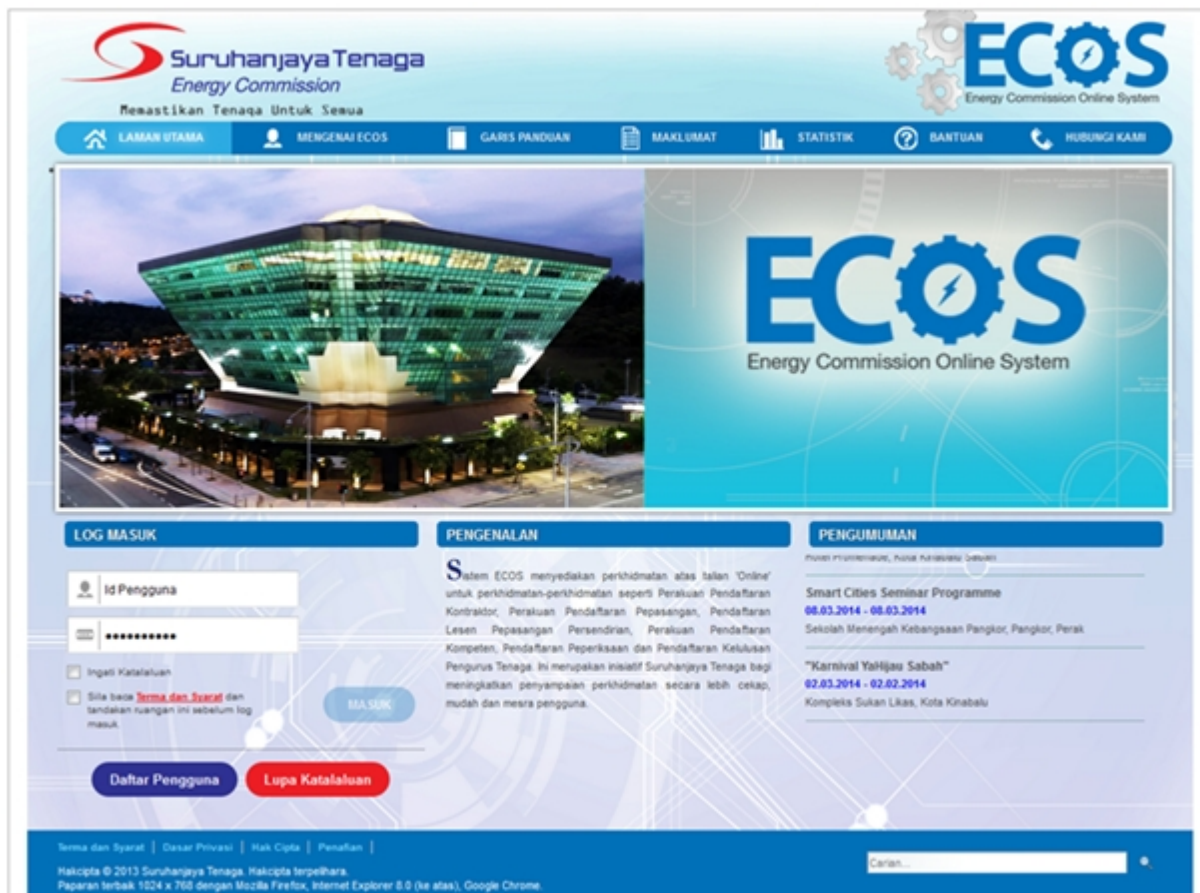 Suruhanjaya Tenaga
Energy Commission
Memastikan Tenaga Untuk Semua
ECOS
Energy Commission Online System
LAMAN UTAMA
MENGENAI ECOS
GARIS PANDUAN
MAKLUMAT
STATISTIK
BANTUAN
HUBUNGI KAMI
ECOS
Energy Commission Online System
LOG MASUK
Id Pengguna
••••••••••
Ingati Katalaluan
Sila baca Terma dan Syarat dan
tandakan ruangan ini sebelum log
masuk.
MASUK
Daftar Pengguna
Lupa Katalaluan
PENGENALAN
Sistem ECOS menyediakan perkhidmatan atas talian 'Online'
untuk perkhidmatan-perkhidmatan seperti Perakuan Pendaftaran
Kontraktor, Perakuan Pendaftaran Pepasangan, Pendaftaran
Lesen Pepasangan Persendirian, Perakuan Pendaftaran
Kompeten, Pendaftaran Peperiksaan dan Pendaftaran Kelulusan
Pengurus Tenaga. Ini merupakan inisiatif Suruhanjaya Tenaga bagi
meningkatkan penyampaian perkhidmatan secara lebih cekap,
mudah dan mesra pengguna.
PENGUMUMAN
Hotel Promenade, Kota Kinabalu Sabah
Smart Cities Seminar Programme
08.03.2014 - 08.03.2014
Sekolah Menengah Kebangsaan Pangkor, Pangkor, Perak
"Karnival YaHijau Sabah"
02.03.2014 - 02.02.2014
Kompleks Sukan Likas, Kota Kinabalu
Terma dan Syarat | Dasar Privasi | Hak Cipta | Penafian |
Hakcipta © 2013 Suruhanjaya Tenaga. Hakcipta terpelihara.
Paparan terbaik 1024 x 768 dengan Mozilla Firefox, Internet Explorer 8.0 (ke atas), Google Chrome.
Carian...